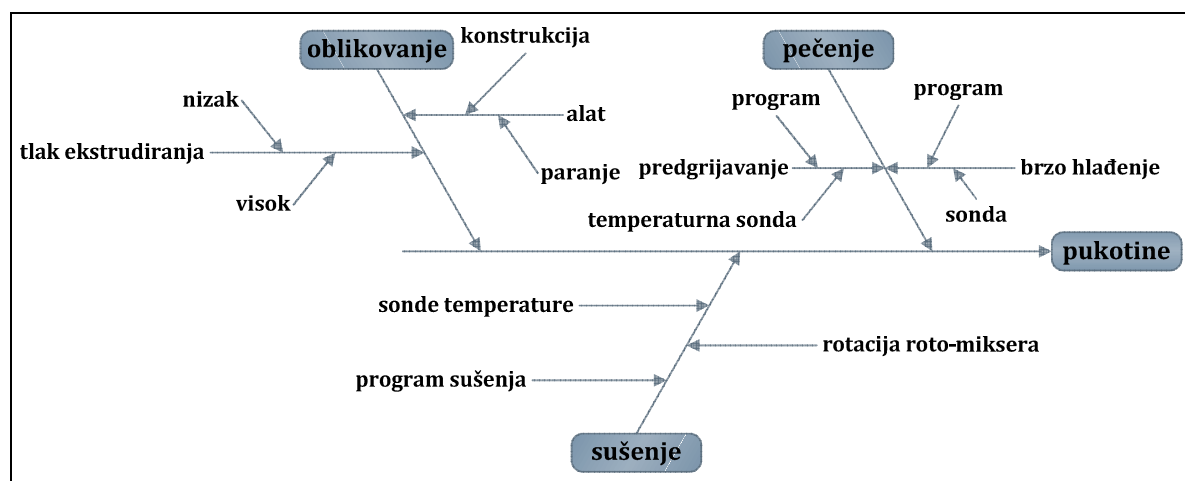 oblikovanje
konstrukcija
pečenje
nizak
alat
program
program
tlak ekstrudiranja
paranje
predgrijavanje
brzo hlađenje
visok
temperaturna sonda
sonda
pukotine
sonde temperature
rotacija roto-miksera
program sušenja
sušenje